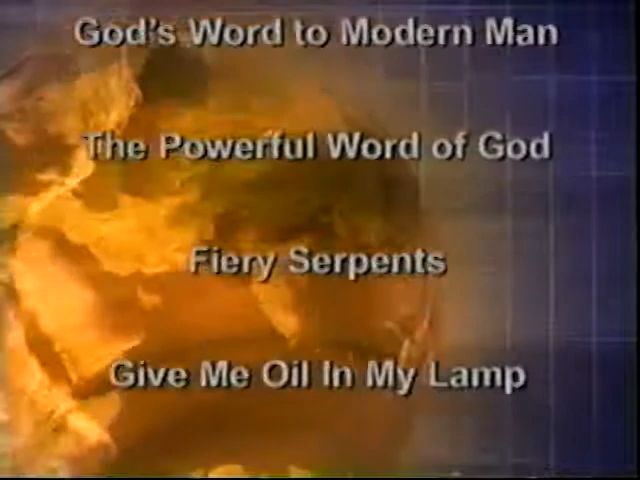 God's Word to Modern Man
The Powerful Word of God
Fiery Serpents
Give Me Oil In My Lamp